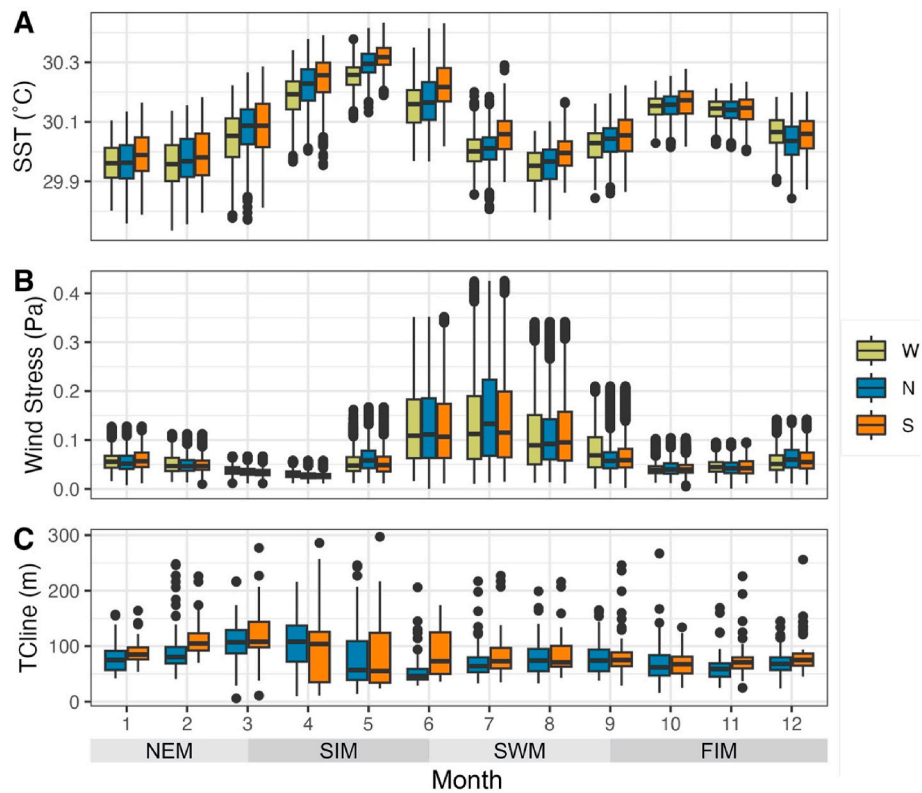 A
SST (˚C)
30.3
30.1
29.9
B
Wind Stress (Pa)
0.4
0.3
0.2
0.1
0.0
W
N
S
C
TCline (m)
300
200
100
0
1 2 3 4 5 6 7 8 9 10 11 12
NEM SIM SWM FIM
Month